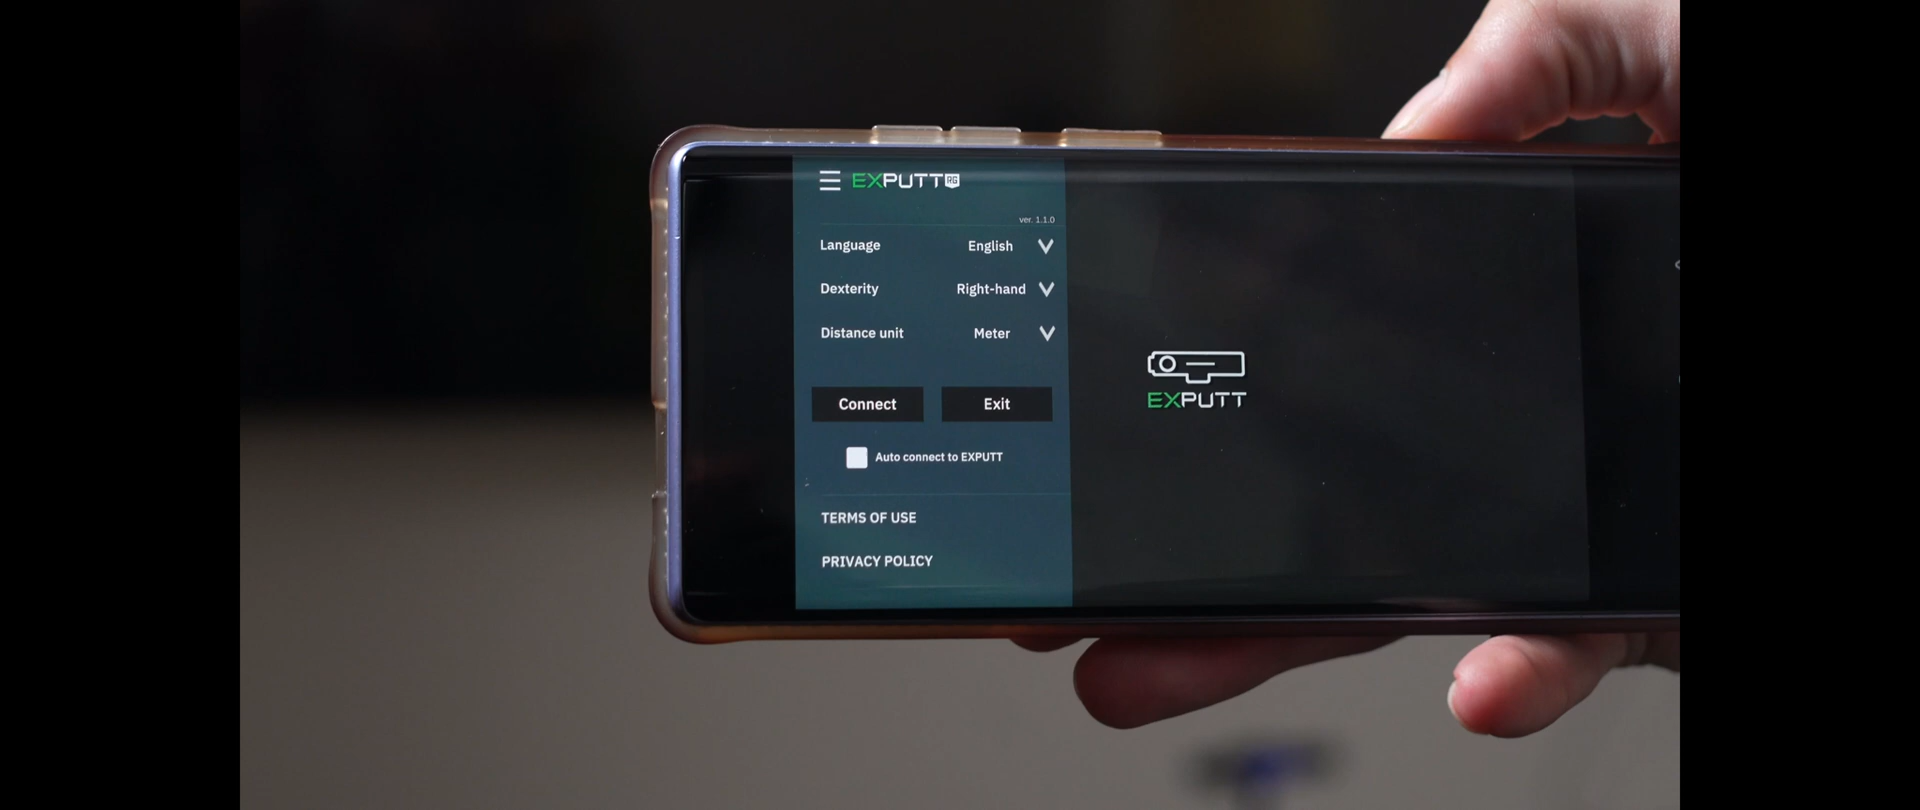 EXPUTT RG
ver. 1.1.0
Language English
Dexterity Right-hand
Distance unit Meter
Connect Exit
Auto connect to EXPUTT
TERMS OF USE
PRIVACY POLICY
EXPUTT